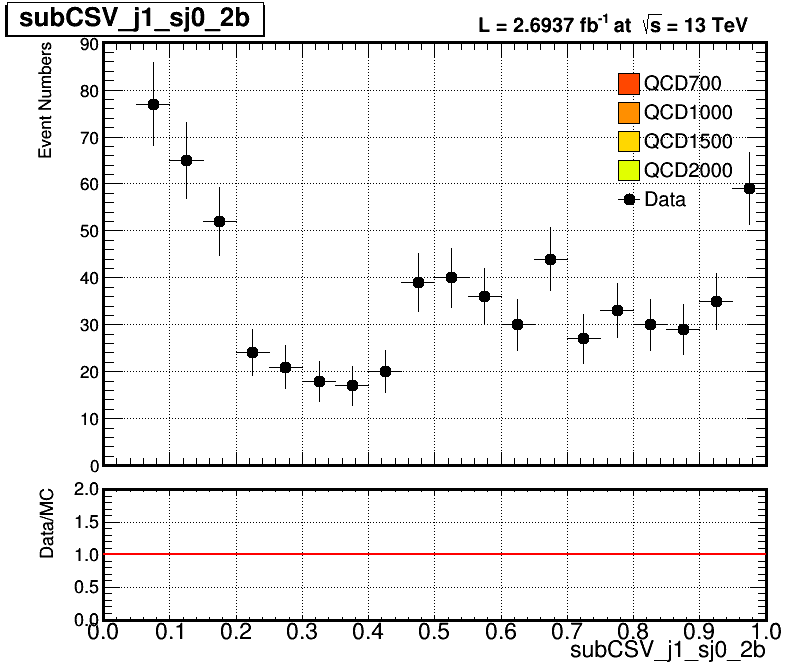 subCSV_j1_sj0_2b
L = 2.6937 fb-1 at √s = 13 TeV
Event Numbers
90
80
70
60
50
40
30
20
10
0
QCD700
QCD1000
QCD1500
QCD2000
Data
Data/MC
2.0
1.5
1.0
0.5
0.0
0.0 0.1 0.2 0.3 0.4 0.5 0.6 0.7 0.8 0.9 1.0
subCSV_j1_sj0_2b